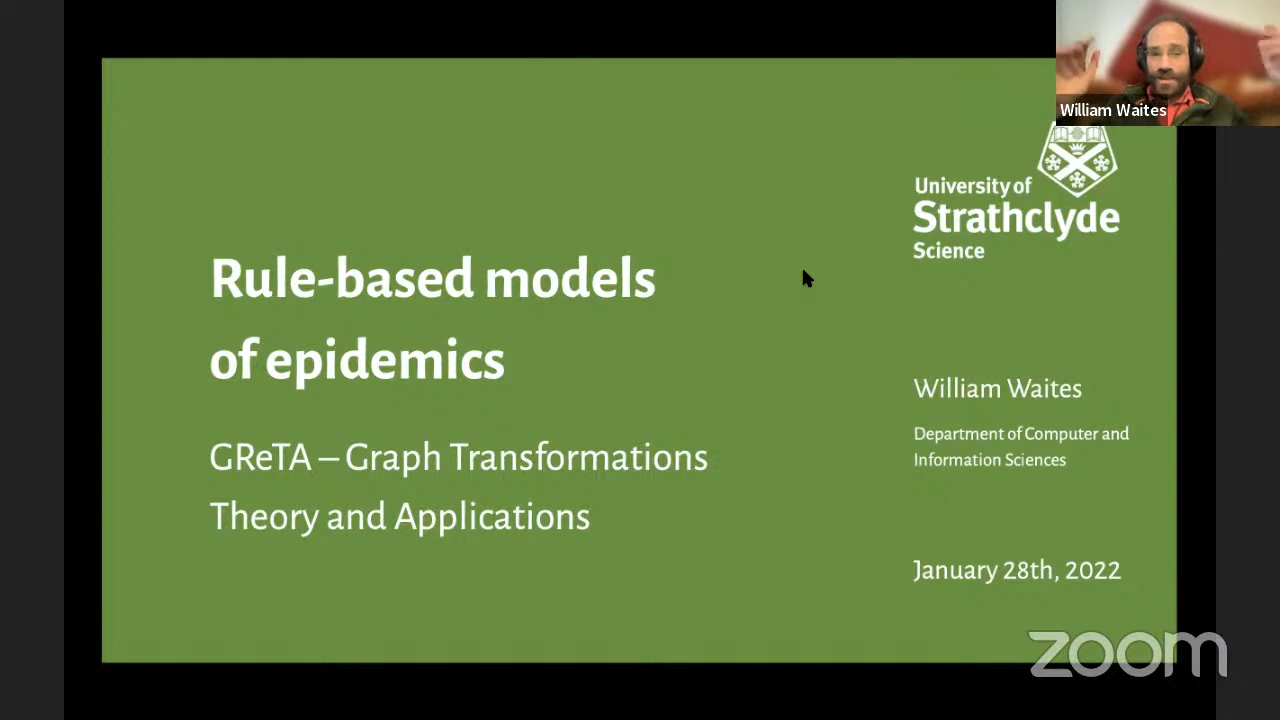 William Waites
University of
Strathclyde
Science
Rule-based models
of epidemics
GReTA – Graph Transformations
Theory and Applications
William Waites
Department of Computer and
Information Sciences
January 28th, 2022
zoom